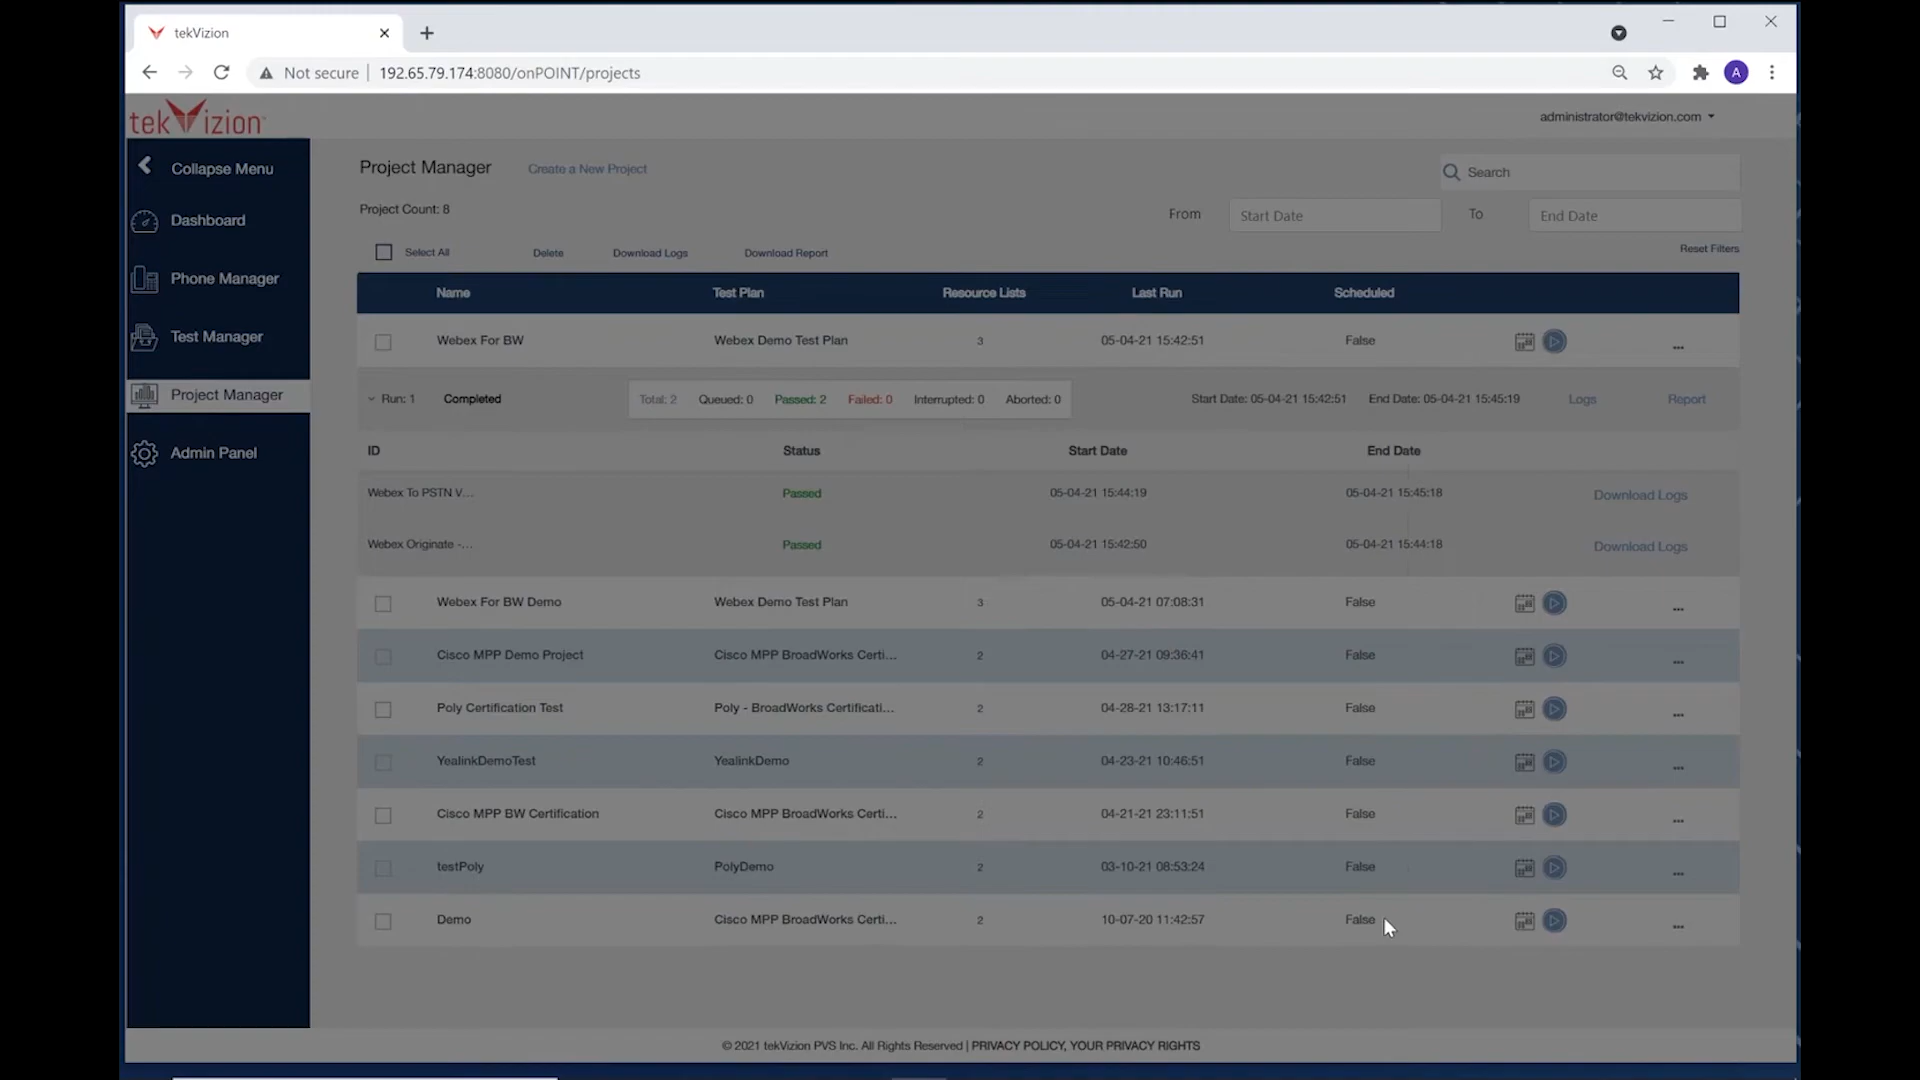 tekVizion
Not secure 192.65.79.174:8080/onPOINT/projects A
tekVizion administrator@tekvizion.com
Collapse Menu
Dashboard
Phone Manager
Test Manager
Project Manager
Admin Panel
Project Manager Create a New Project Search
Project Count: 8 From Start Date To End Date
Select All Delete Download Logs Download Report Reset Filters
Name Test Plan Resource Lists Last Run Scheduled
Webex For BW Webex Demo Test Plan 3 05-04-21 15:42:51 False ...
Run: 1 Completed Total: 2 Queued: 0 Passed: 2 Failed: 0 Interrupted: 0 Aborted: 0 Start Date: 05-04-21 15:42:51 End Date: 05-04-21 15:45:19 Logs Report
ID Status Start Date End Date
Webex To PSTN V... Passed 05-04-21 15:44:19 05-04-21 15:45:18 Download Logs
Webex Originate -... Passed 05-04-21 15:42:50 05-04-21 15:44:18 Download Logs
Webex For BW Demo Webex Demo Test Plan 3 05-04-21 07:08:31 False ...
Cisco MPP Demo Project Cisco MPP BroadWorks Certi... 2 04-27-21 09:36:41 False ...
Poly Certification Test Poly - BroadWorks Certificati... 2 04-28-21 13:17:11 False ...
YealinkDemoTest YealinkDemo 2 04-23-21 10:46:51 False ...
Cisco MPP BW Certification Cisco MPP BroadWorks Certi... 2 04-21-21 23:11:51 False ...
testPoly PolyDemo 2 03-10-21 08:53:24 False ...
Demo Cisco MPP BroadWorks Certi... 2 10-07-20 11:42:57 False ...
© 2021 tekVizion PVS Inc. All Rights Reserved | PRIVACY POLICY, YOUR PRIVACY RIGHTS